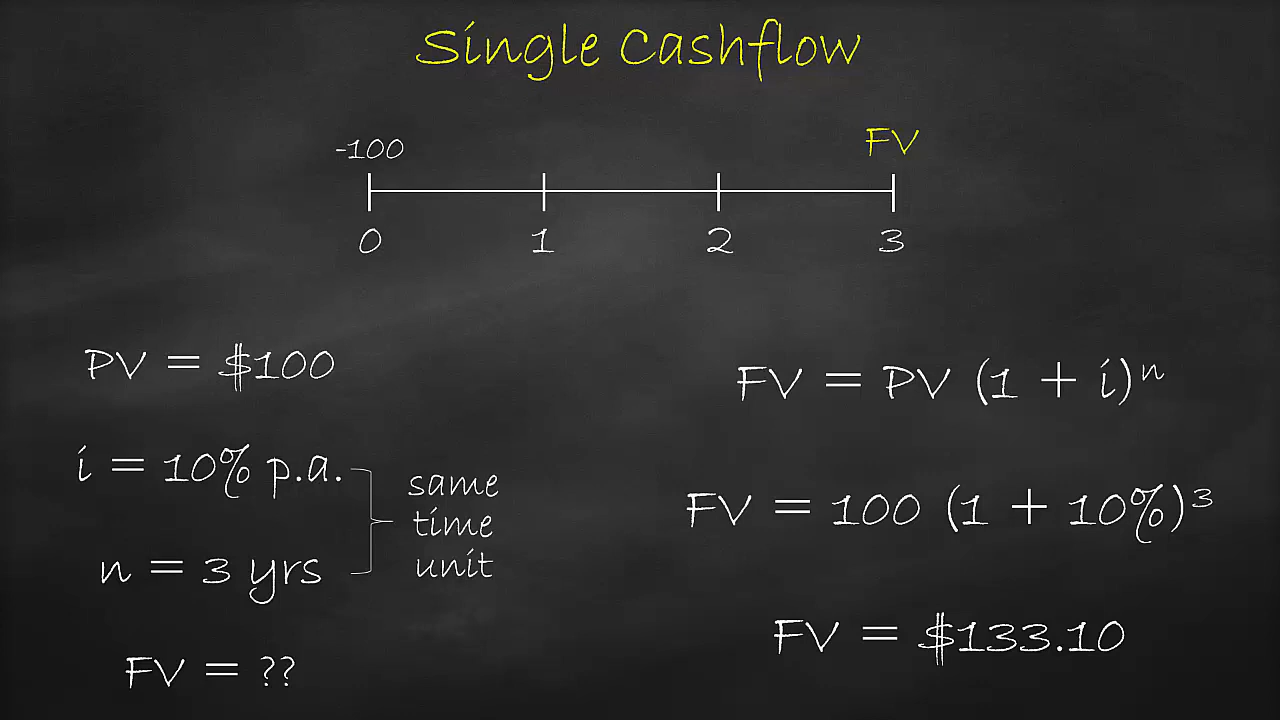 Single Cashflow
-100 FV
0 1 2 3
PV = $100
i = 10% p.a.
n = 3 yrs
same
time
unit
FV = ??
FV = PV (1 + i)ⁿ
FV = 100 (1 + 10%)³
FV = $133.10